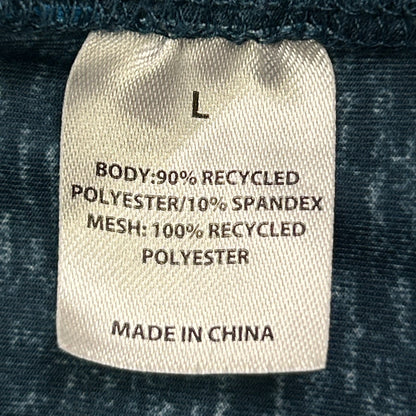 L
BODY:90% RECYCLED
POLYESTER/10% SPANDEX
MESH: 100% RECYCLED
POLYESTER
MADE IN CHINA